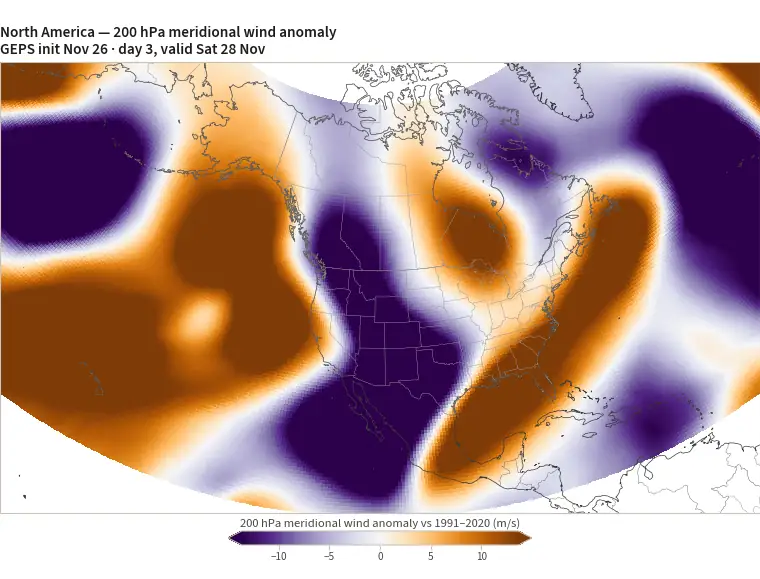 North America — 200 hPa meridional wind anomaly
GEPS init Nov 26 · day 3, valid Sat 28 Nov
200 hPa meridional wind anomaly vs 1991–2020 (m/s)
−10 −5 0 5 10